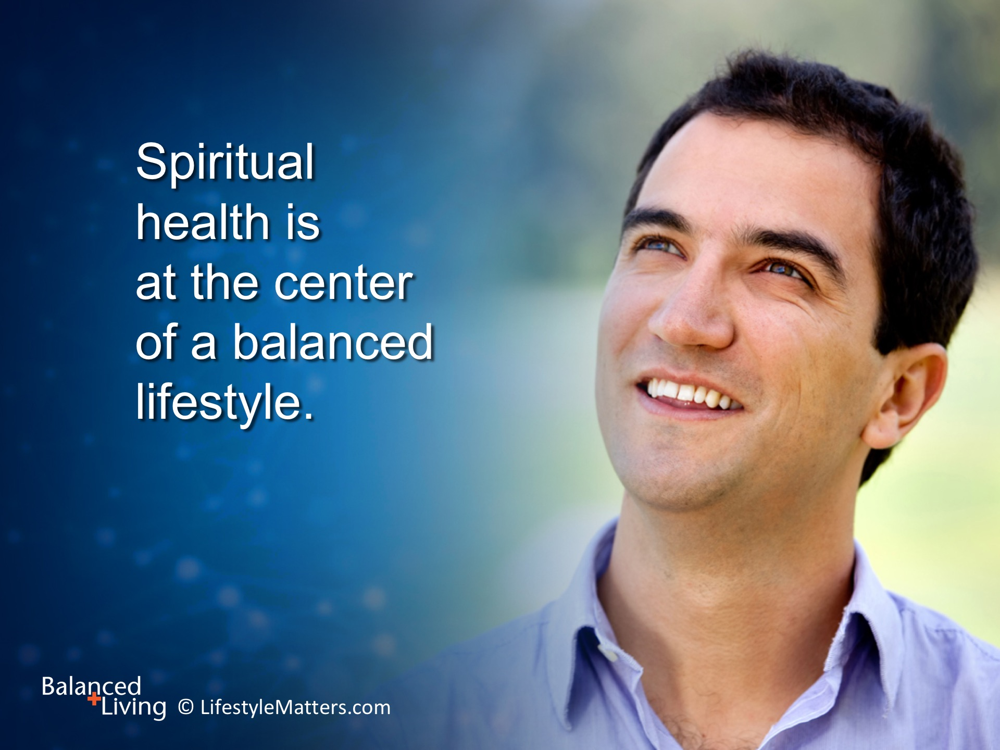 Spiritual
health is
at the center
of a balanced
lifestyle.
Balanced
Living © LifestyleMatters.com